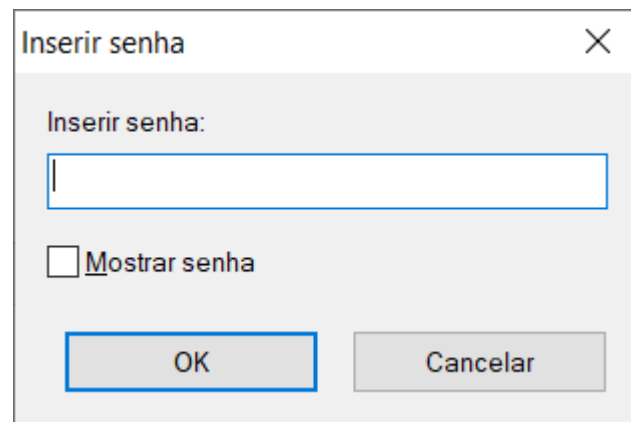 Inserir senha
Inserir senha:
Mostrar senha
OK
Cancelar